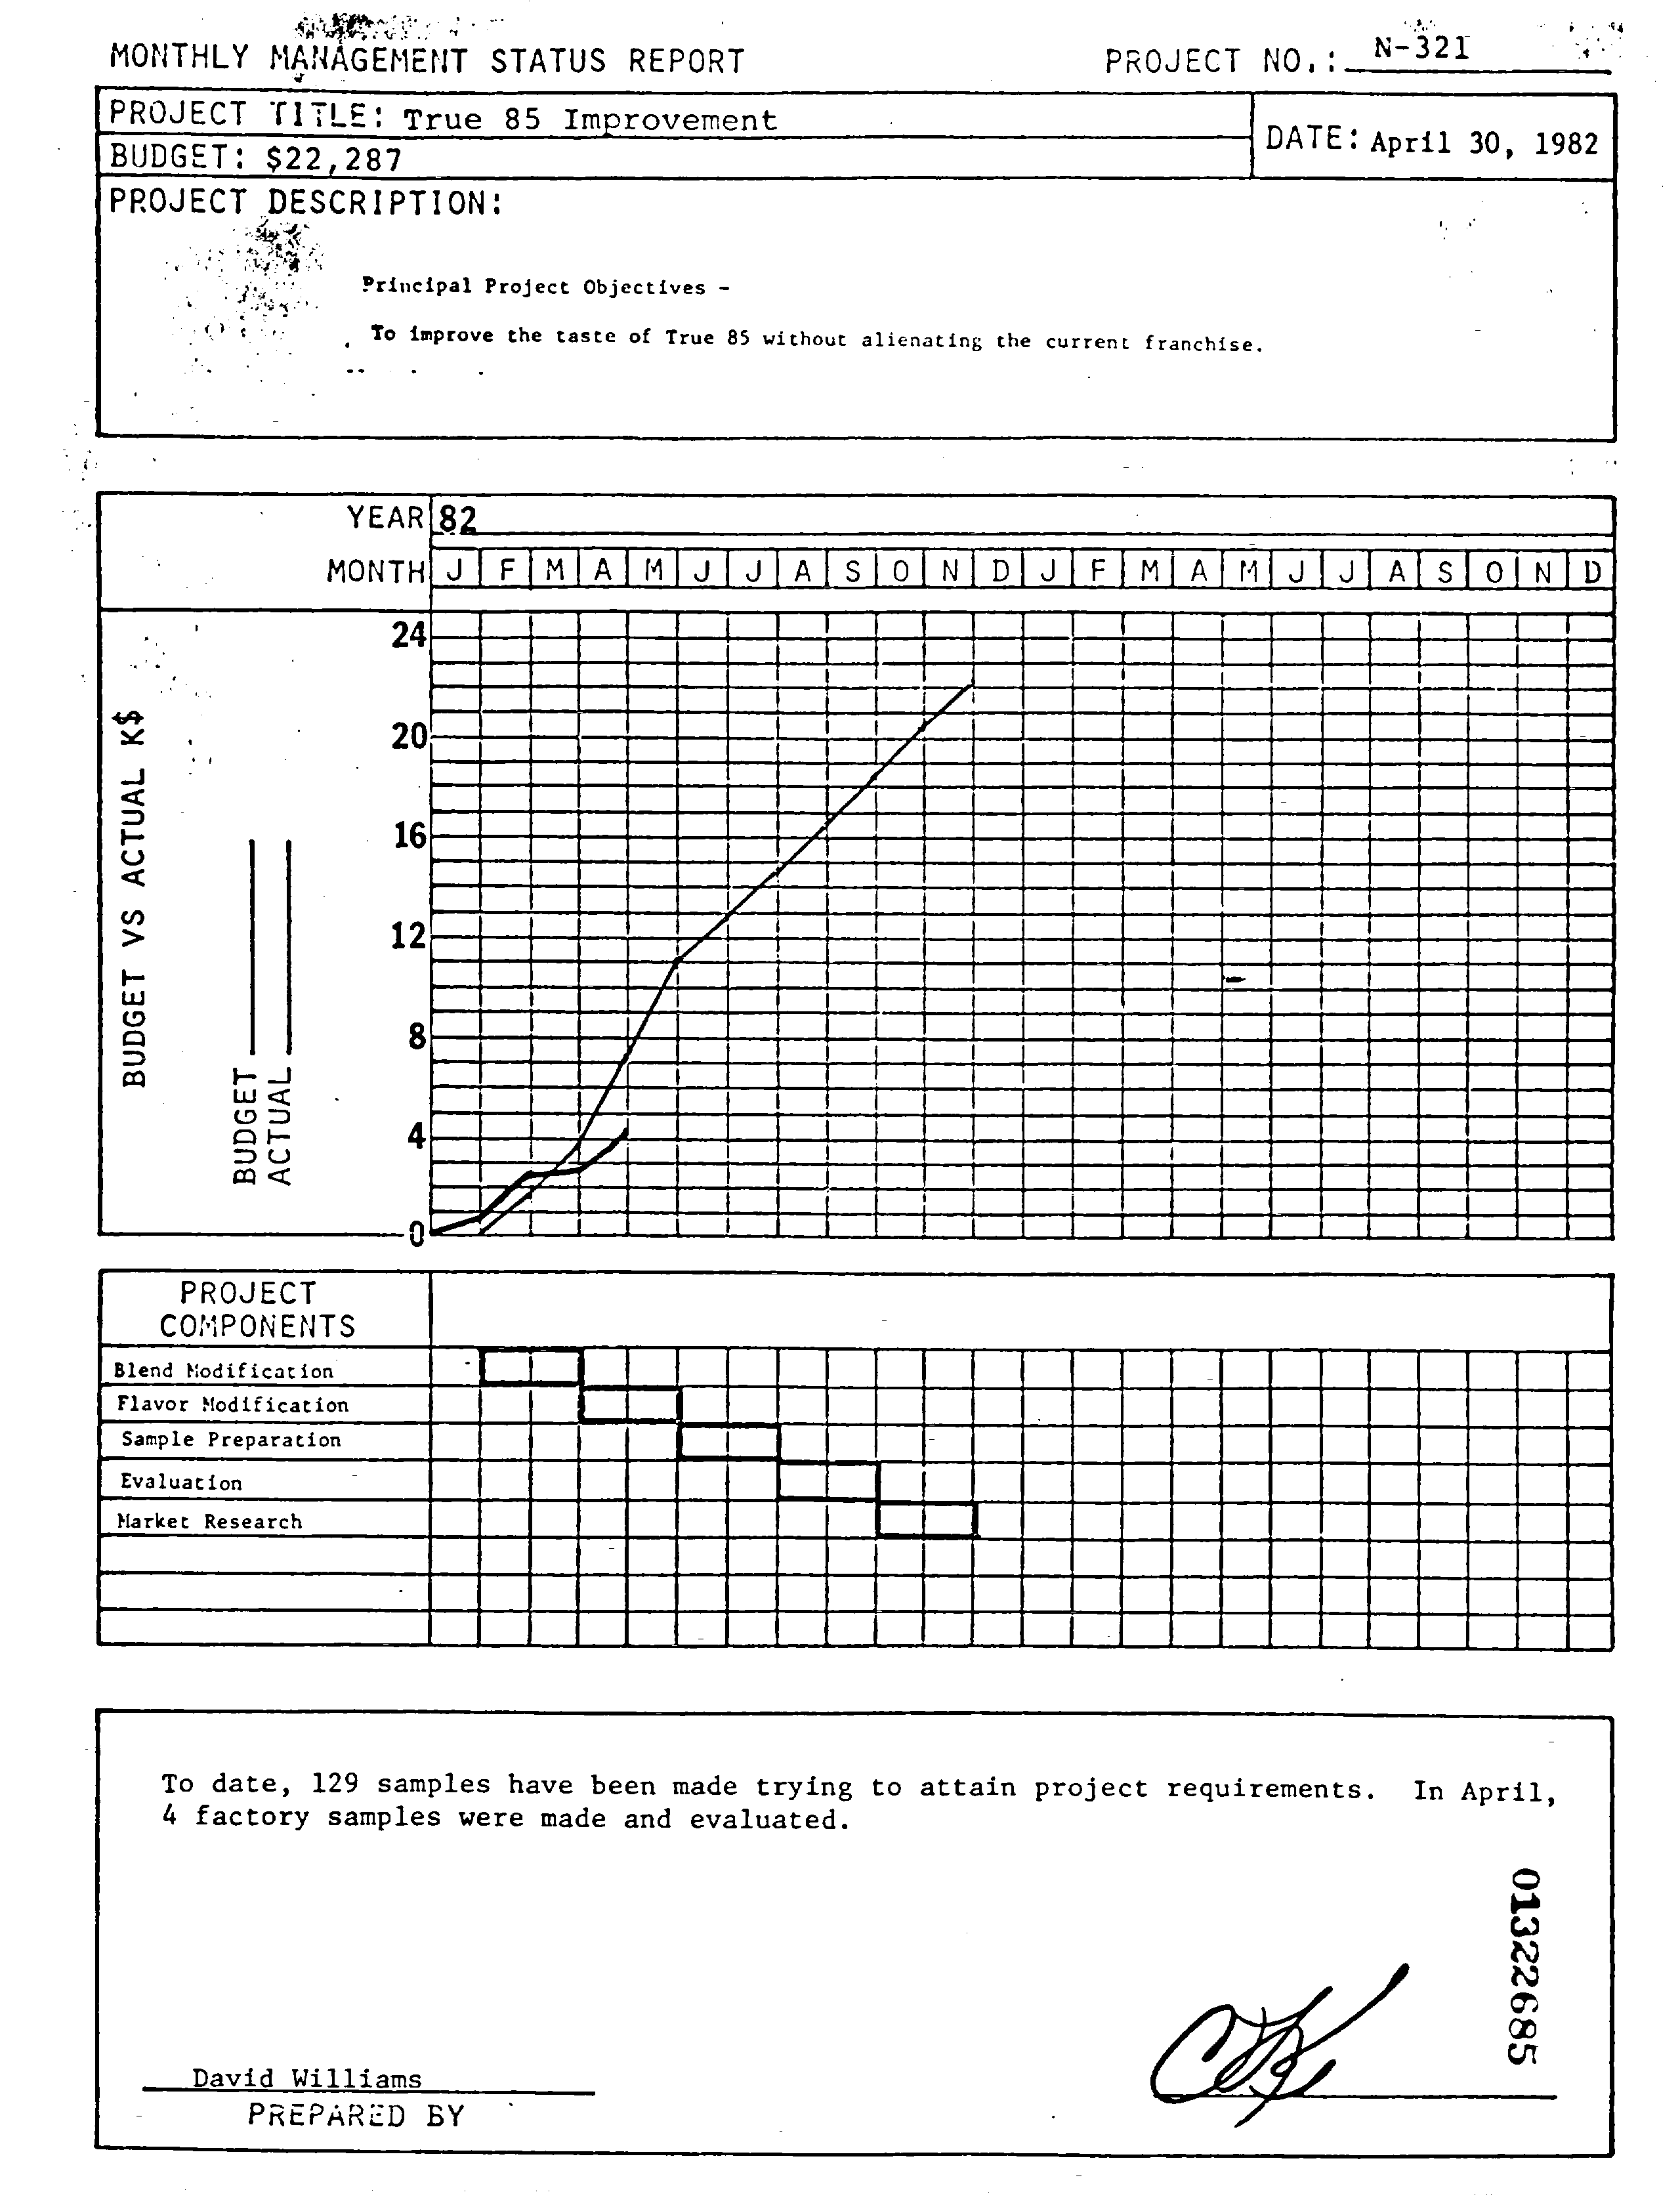 MONTHLY MANAGEMENT STATUS REPORT PROJECT NO.: N-321
PROJECT TITLE: True 85 Improvement
DATE: April 30, 1982
BUDGET: $22,287
PROJECT DESCRIPTION:
Principal Project Objectives -
To improve the taste of True 85 without alienating the current franchise.
YEAR 82
MONTH J F M A M J J A S O N D J F M A M J J A S O N D
BUDGET VS ACTUAL K$
BUDGET
ACTUAL
24
20
16
12
8
4
0
PROJECT
COMPONENTS
Blend Modification
Flavor Modification
Sample Preparation
Evaluation
Market Research
To date, 129 samples have been made trying to attain project requirements. In April,
4 factory samples were made and evaluated.
01322685
David Williams
PREPARED BY